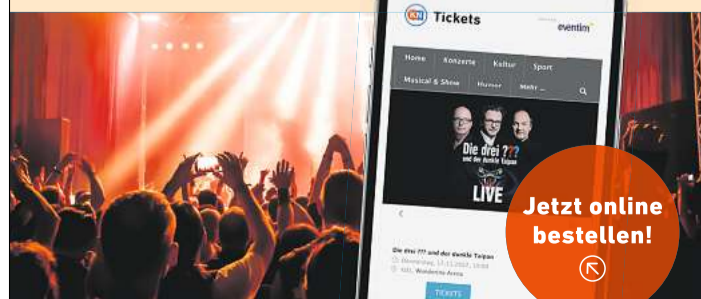 KN Tickets
eventim
Home Konzerte Kultur Sport
Musical & Show Humor Mehr ...
Die drei ???
und der dunkle Taipan
LIVE
Die drei ??? und der dunkle Taipan
Kiel, Wunderino Arena
TICKETS
Jetzt online
bestellen!